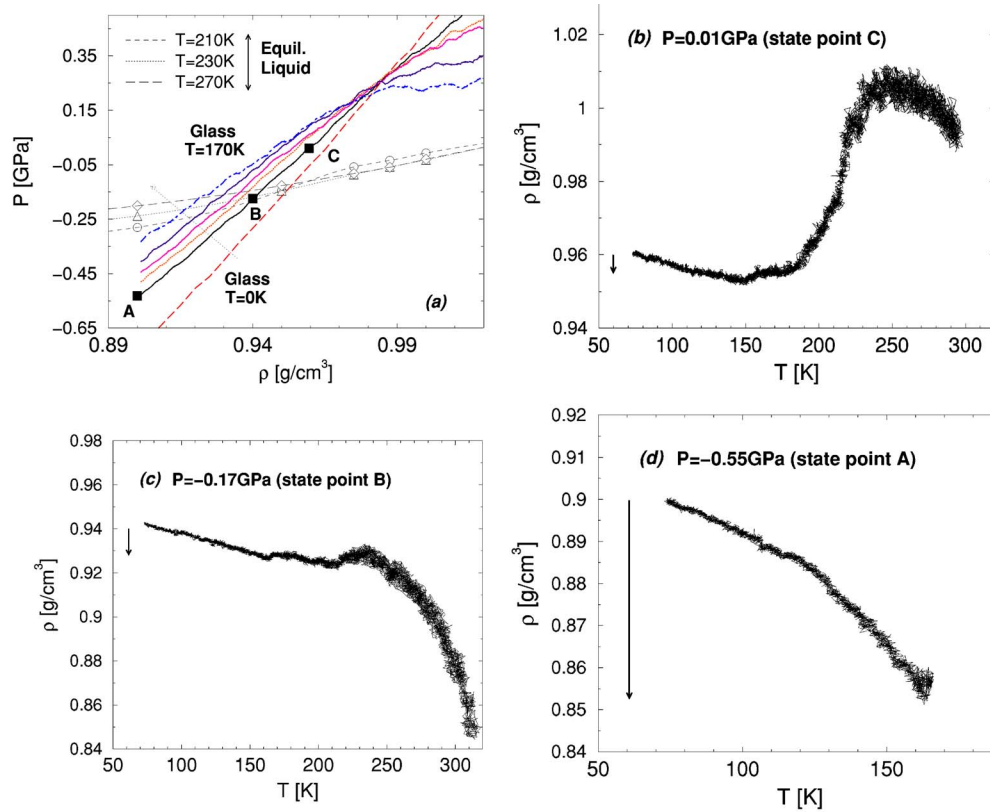 0.35
0.15
−0.05
−0.25
−0.45
−0.65
P [GPa]
T=210K
T=230K
T=270K
Equil.
Liquid
Glass
T=170K
C
B
A
Glass
T=0K
(a)
0.89 0.94 0.99
ρ [g/cm³]
(b) P=0.01GPa (state point C)
1.02
1
0.98
0.96
0.94
ρ [g/cm³]
50 100 150 200 250 300
T [K]
(c) P=−0.17GPa (state point B)
0.98
0.96
0.94
0.92
0.9
0.88
0.86
0.84
ρ [g/cm³]
50 100 150 200 250 300
T [K]
(d) P=−0.55GPa (state point A)
0.92
0.91
0.9
0.89
0.88
0.87
0.86
0.85
0.84
ρ [g/cm³]
50 100 150
T [K]